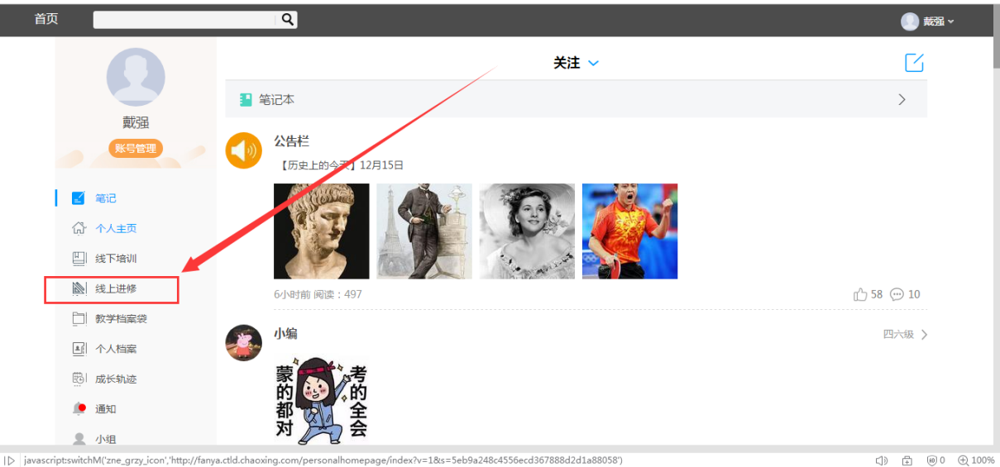 首页
戴强
戴强
账号管理
笔记
个人主页
线下培训
线上进修
教学档案袋
个人档案
成长轨迹
通知
小组
关注
笔记本
公告栏
【历史上的今天】12月15日
6小时前 阅读：497
58
10
小编
四六级
蒙的都对
考的全会
javascript:switchM('zne_grzy_icon','http://fanya.ctld.chaoxing.com/personalhomepage/index?v=1&s=5eb9a248c4556ecd367888d2d1a88058')
0
100%